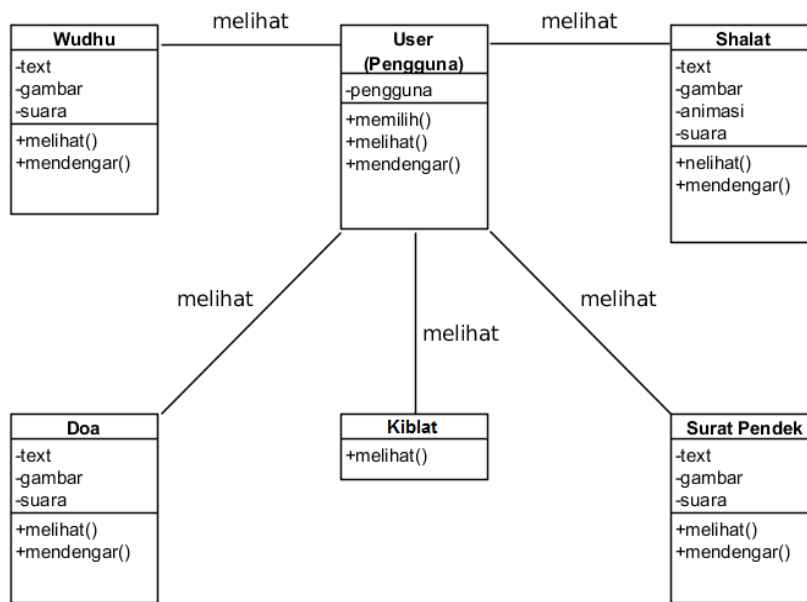 melihat
melihat
Wudhu
-text
-gambar
-suara
+melihat()
+mendengar()
User
(Pengguna)
-pengguna
+memilih()
+melihat()
+mendengar()
Shalat
-text
-gambar
-animasi
-suara
+nelihat()
+mendengar()
melihat
melihat
melihat
Doa
-text
-gambar
-suara
+melihat()
+mendengar()
Kiblat
+melihat()
Surat Pendek
-text
-gambar
-suara
+melihat()
+mendengar()